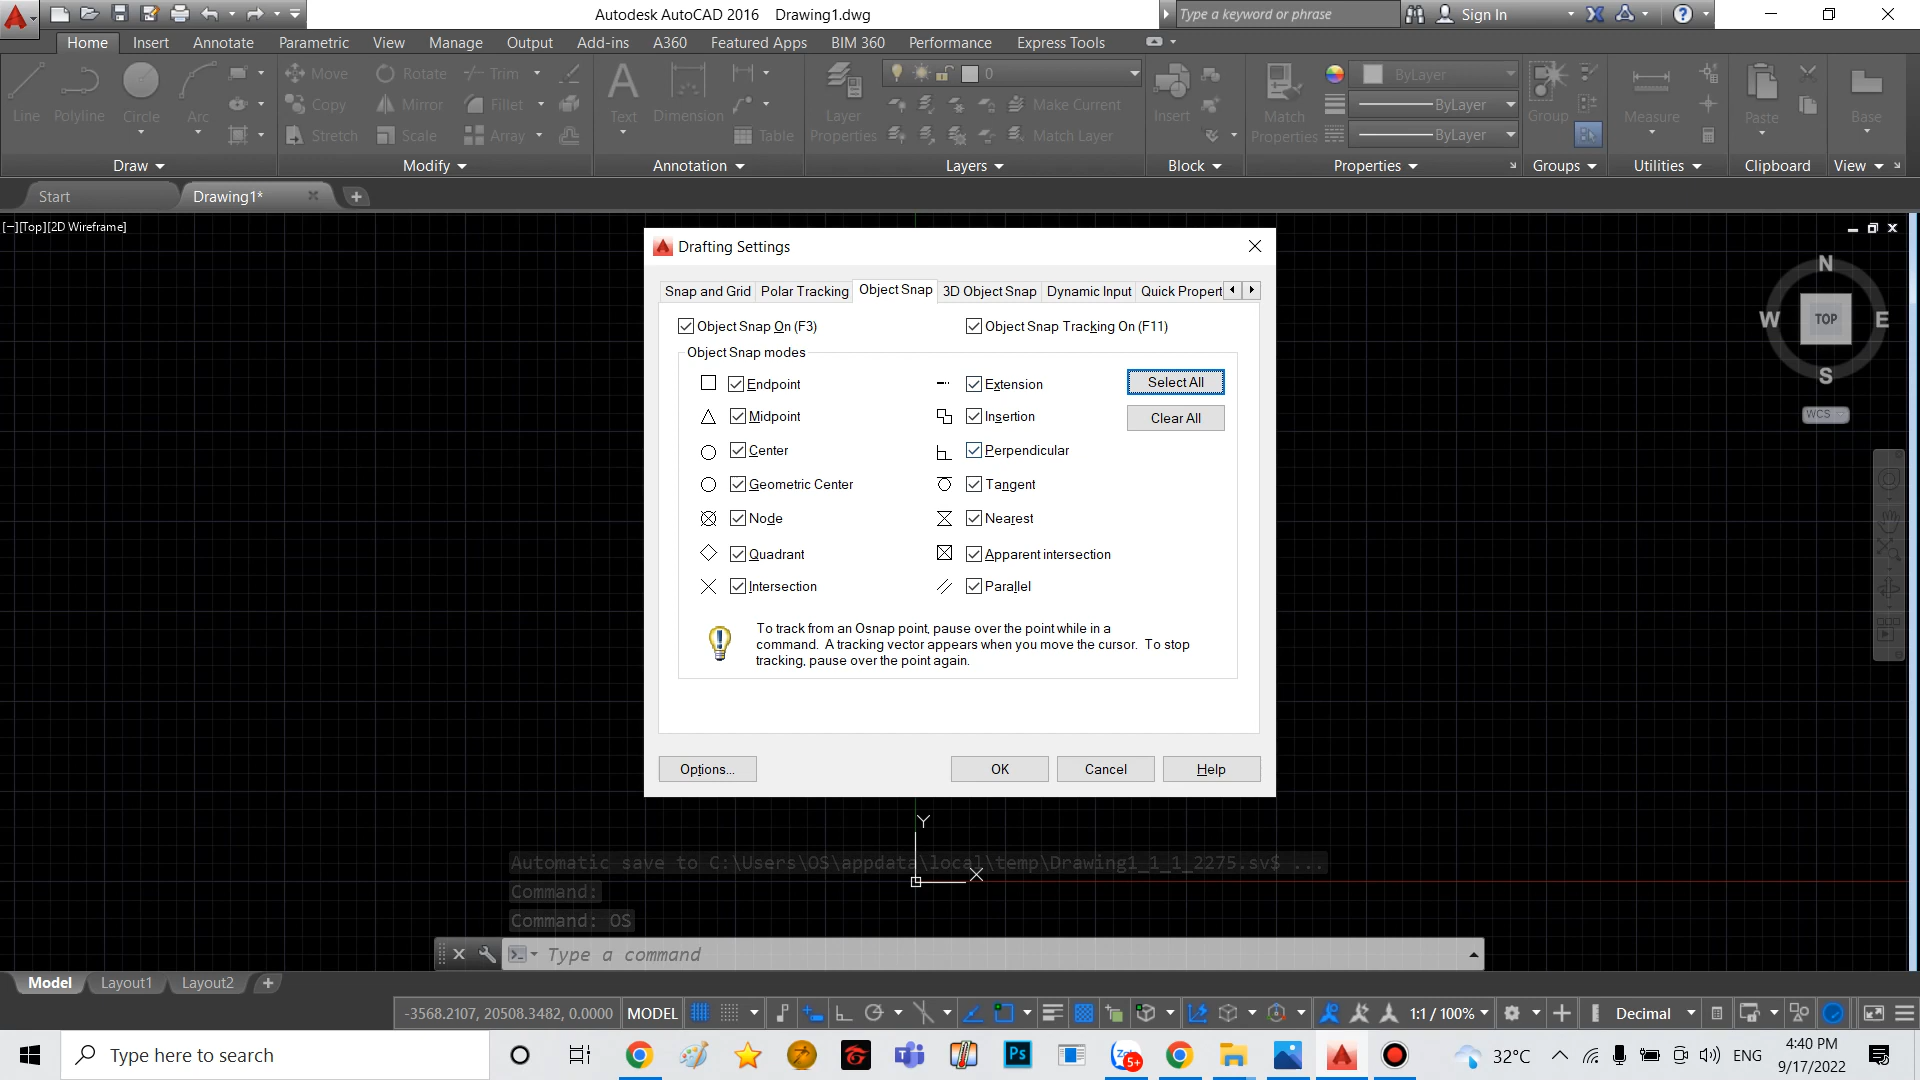 Autodesk AutoCAD 2016 Drawing1.dwg
Type a keyword or phrase
Sign In
Home Insert Annotate Parametric View Manage Output Add-ins A360 Featured Apps BIM 360 Performance Express Tools
Line
Polyline
Circle
Arc
Move
Rotate
Trim
Copy
Mirror
Fillet
Stretch
Scale
Array
Text
Dimension
Table
Layer
Properties
0
Make Current
Match Layer
Insert
Match
Properties
ByLayer
ByLayer
ByLayer
Group
Measure
Paste
Base
Draw Modify Annotation Layers Block Properties Groups Utilities Clipboard View
Start Drawing1*
[−][Top][2D Wireframe]
N
W TOP E
S
WCS
Drafting Settings
Snap and Grid Polar Tracking Object Snap 3D Object Snap Dynamic Input Quick Propert
Object Snap On (F3) Object Snap Tracking On (F11)
Object Snap modes
Endpoint Extension Select All
Midpoint Insertion Clear All
Center Perpendicular
Geometric Center Tangent
Node Nearest
Quadrant Apparent intersection
Intersection Parallel
To track from an Osnap point, pause over the point while in a
command. A tracking vector appears when you move the cursor. To stop
tracking, pause over the point again.
Options... OK Cancel Help
Y
X
Automatic save to C:\Users\OS\appdata\local\temp\Drawing1_1_1_2275.sv$ ...
Command:
Command: OS
Type a command
Model Layout1 Layout2
-3568.2107, 20508.3482, 0.0000 MODEL 1:1 / 100% Decimal
Type here to search
Ps
5+
32°C
ENG
4:40 PM
9/17/2022